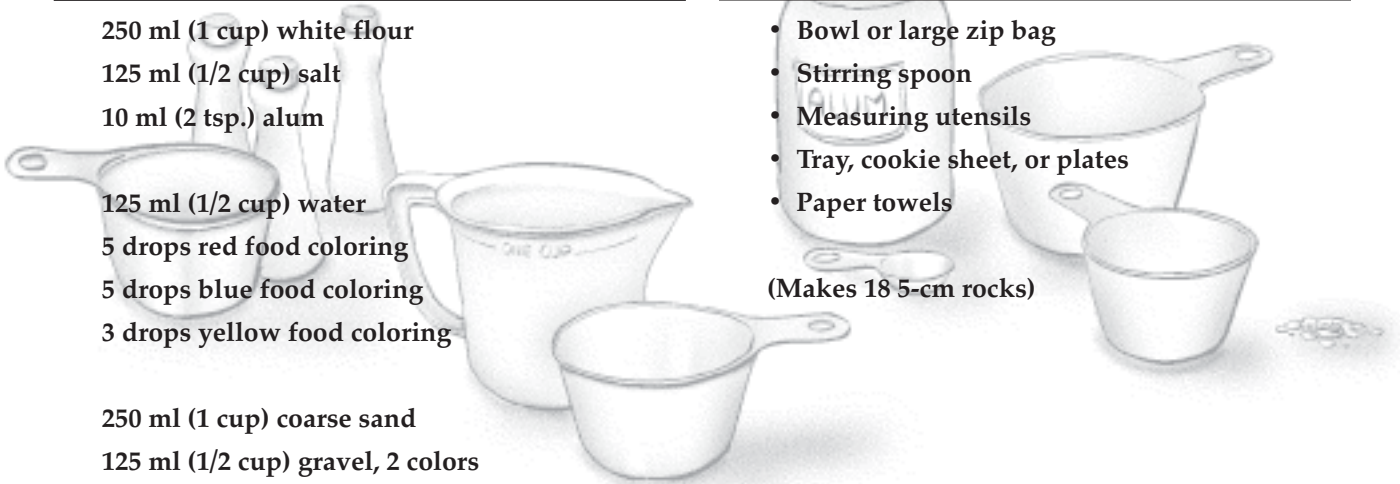 250 ml (1 cup) white flour
125 ml (1/2 cup) salt
10 ml (2 tsp.) alum
125 ml (1/2 cup) water
5 drops red food coloring
5 drops blue food coloring
3 drops yellow food coloring
250 ml (1 cup) coarse sand
125 ml (1/2 cup) gravel, 2 colors
• Bowl or large zip bag
• Stirring spoon
• Measuring utensils
• Tray, cookie sheet, or plates
• Paper towels
(Makes 18 5-cm rocks)
ALUM
ONE CUP